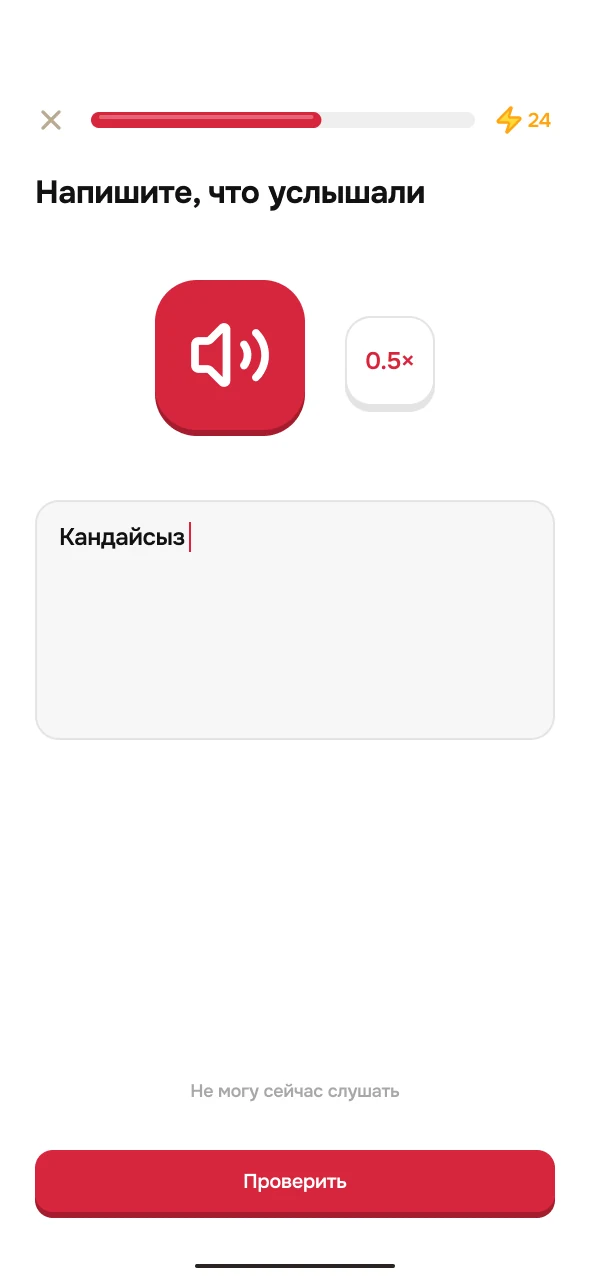 24
Напишите, что услышали
0.5×
Кандайсыз
Не могу сейчас слушать
Проверить